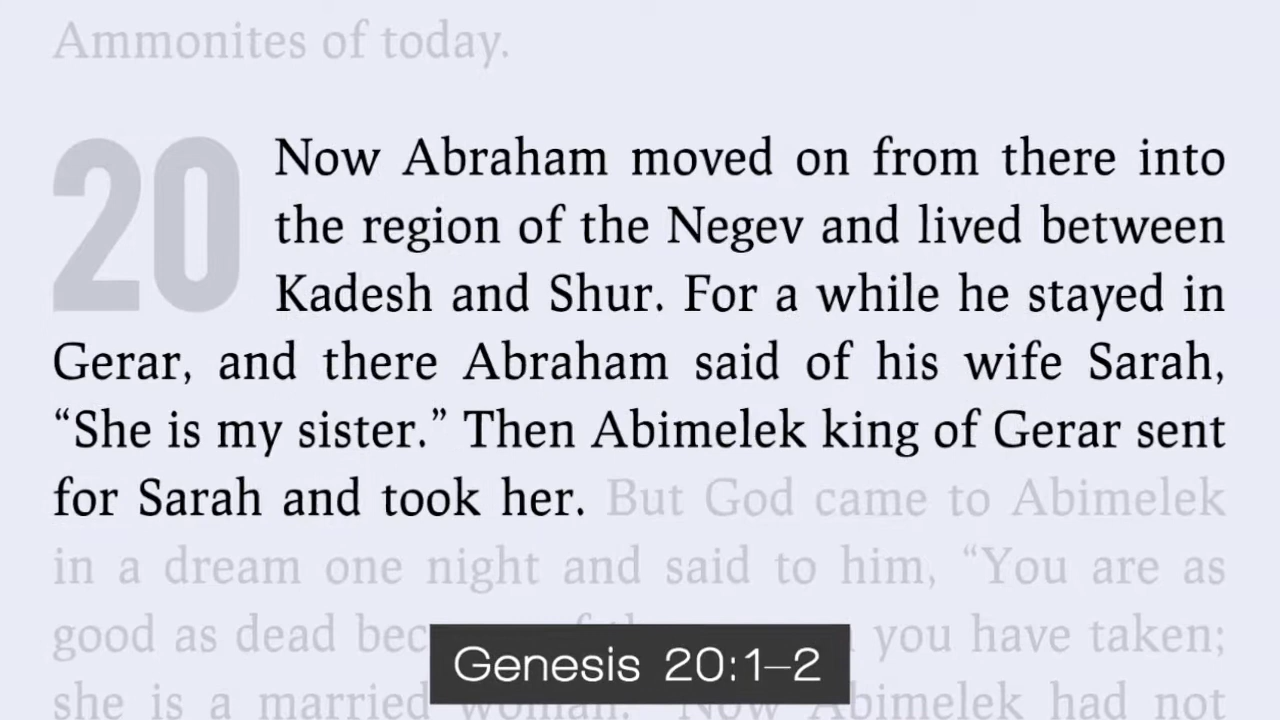 Ammonites of today.
20
Now Abraham moved on from there into
the region of the Negev and lived between
Kadesh and Shur. For a while he stayed in
Gerar, and there Abraham said of his wife Sarah,
“She is my sister.” Then Abimelek king of Gerar sent
for Sarah and took her. But God came to Abimelek
in a dream one night and said to him, “You are as
good as dead you have taken;
she is a married woman.” Now Abimelek had not
Genesis 20:1–2